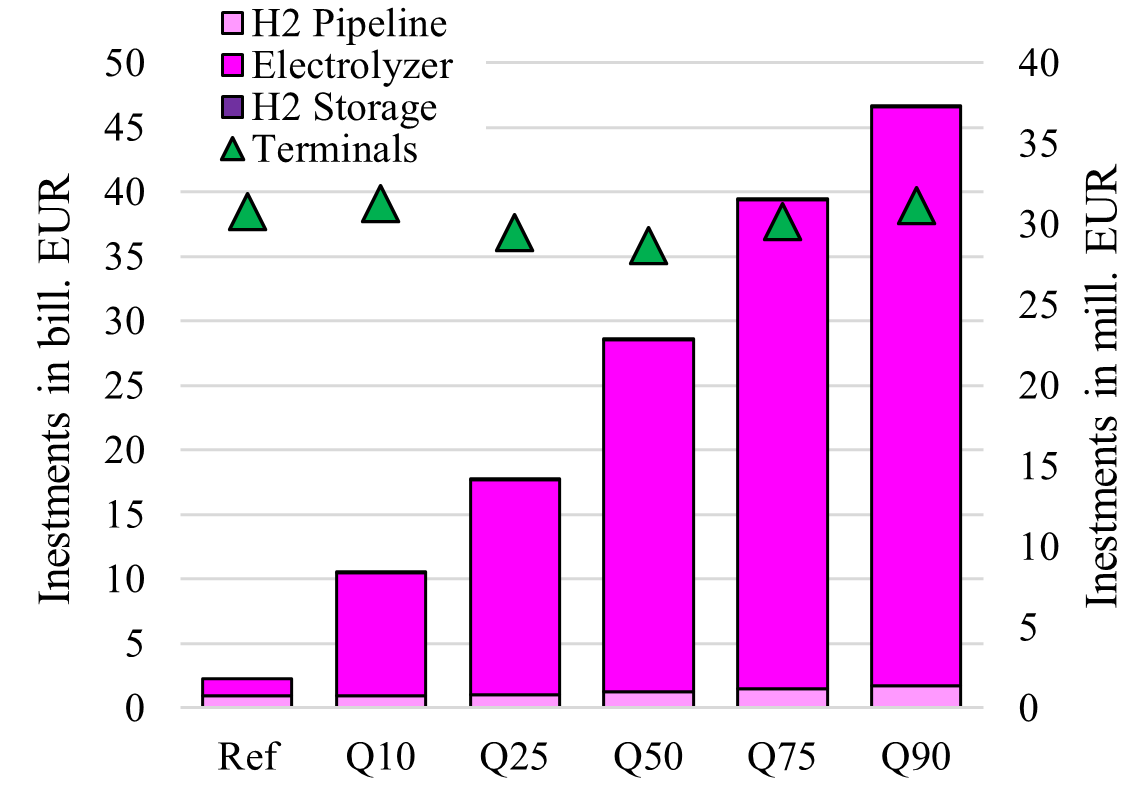 H2 Pipeline
Electrolyzer
H2 Storage
Terminals
Inestments in bill. EUR
50
45
40
35
30
25
20
15
10
5
0
40
35
30
25
20
15
10
5
0
Inestments in mill. EUR
Ref Q10 Q25 Q50 Q75 Q90